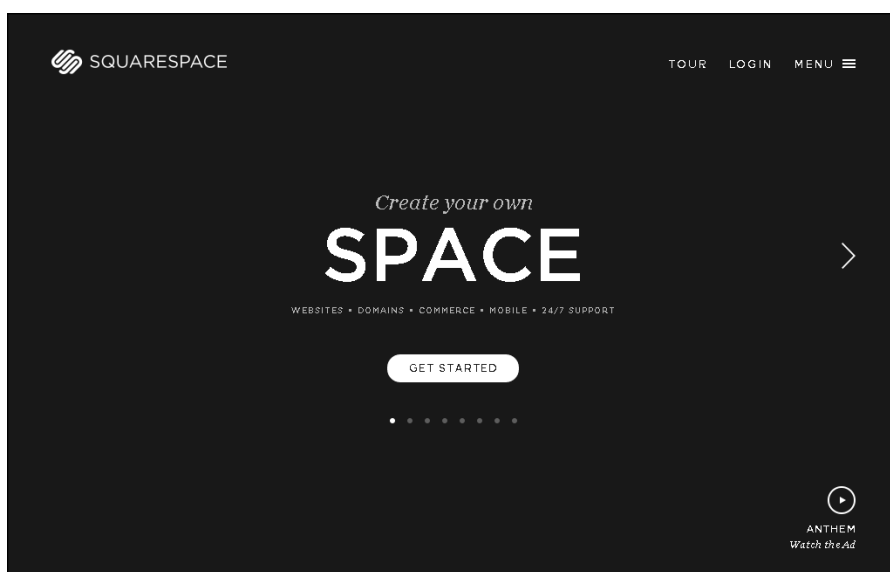 SQUARESPACE
TOUR LOGIN MENU
Create your own
SPACE
WEBSITES • DOMAINS • COMMERCE • MOBILE • 24/7 SUPPORT
GET STARTED
ANTHEM
Watch the Ad